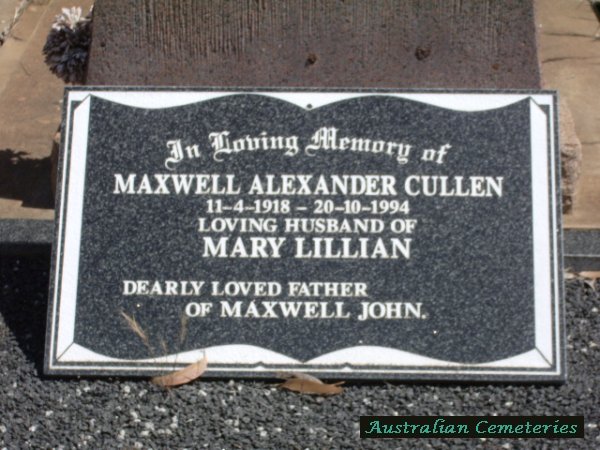 In Loving Memory of
MAXWELL ALEXANDER CULLEN
11-4-1918 - 20-10-1994
LOVING HUSBAND OF
MARY LILLIAN
DEARLY LOVED FATHER
OF MAXWELL JOHN.
Australian Cemeteries